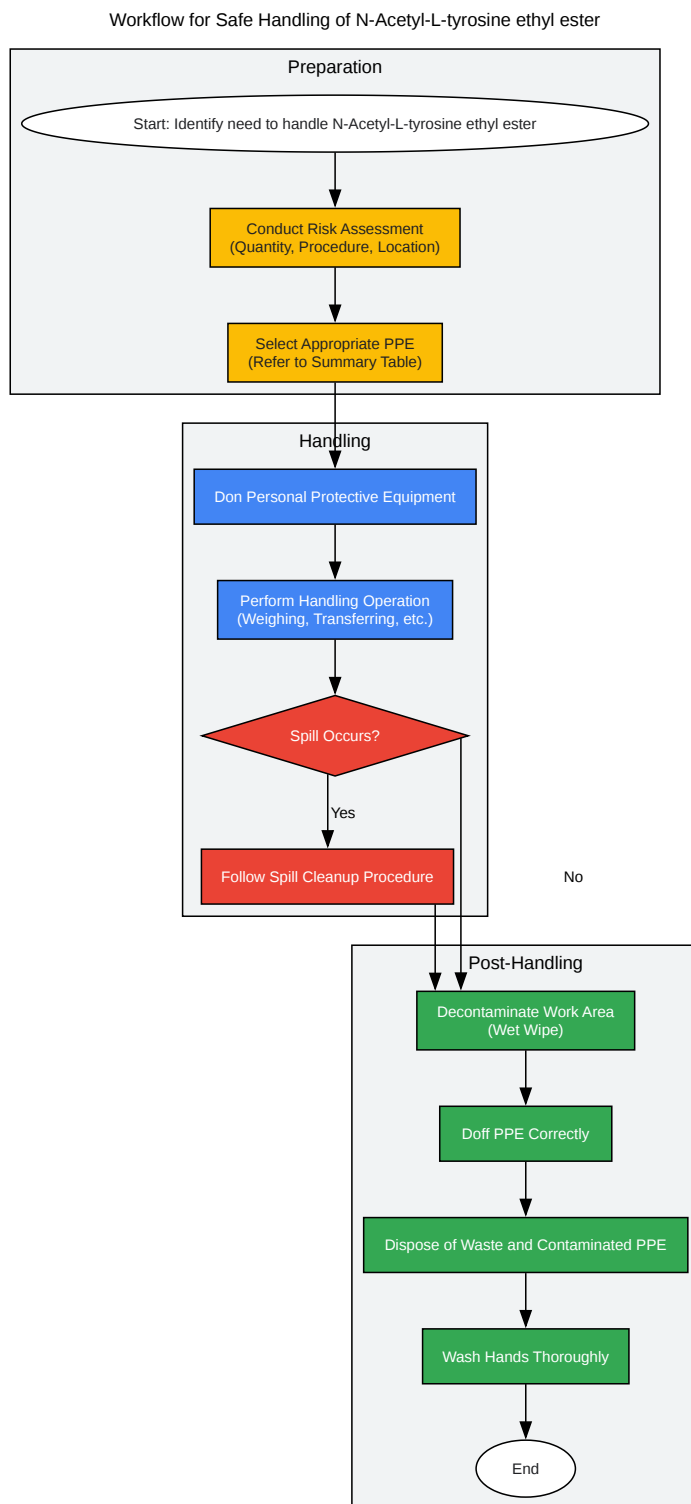 Workflow for Safe Handling of N-Acetyl-L-tyrosine ethyl ester
Preparation
Start: Identify need to handle N-Acetyl-L-tyrosine ethyl ester
Conduct Risk Assessment
(Quantity, Procedure, Location)
Select Appropriate PPE
(Refer to Summary Table)
Handling
Don Personal Protective Equipment
Perform Handling Operation
(Weighing, Transferring, etc.)
Spill Occurs?
Yes
Follow Spill Cleanup Procedure
No
Post-Handling
Decontaminate Work Area
(Wet Wipe)
Doff PPE Correctly
Dispose of Waste and Contaminated PPE
Wash Hands Thoroughly
End